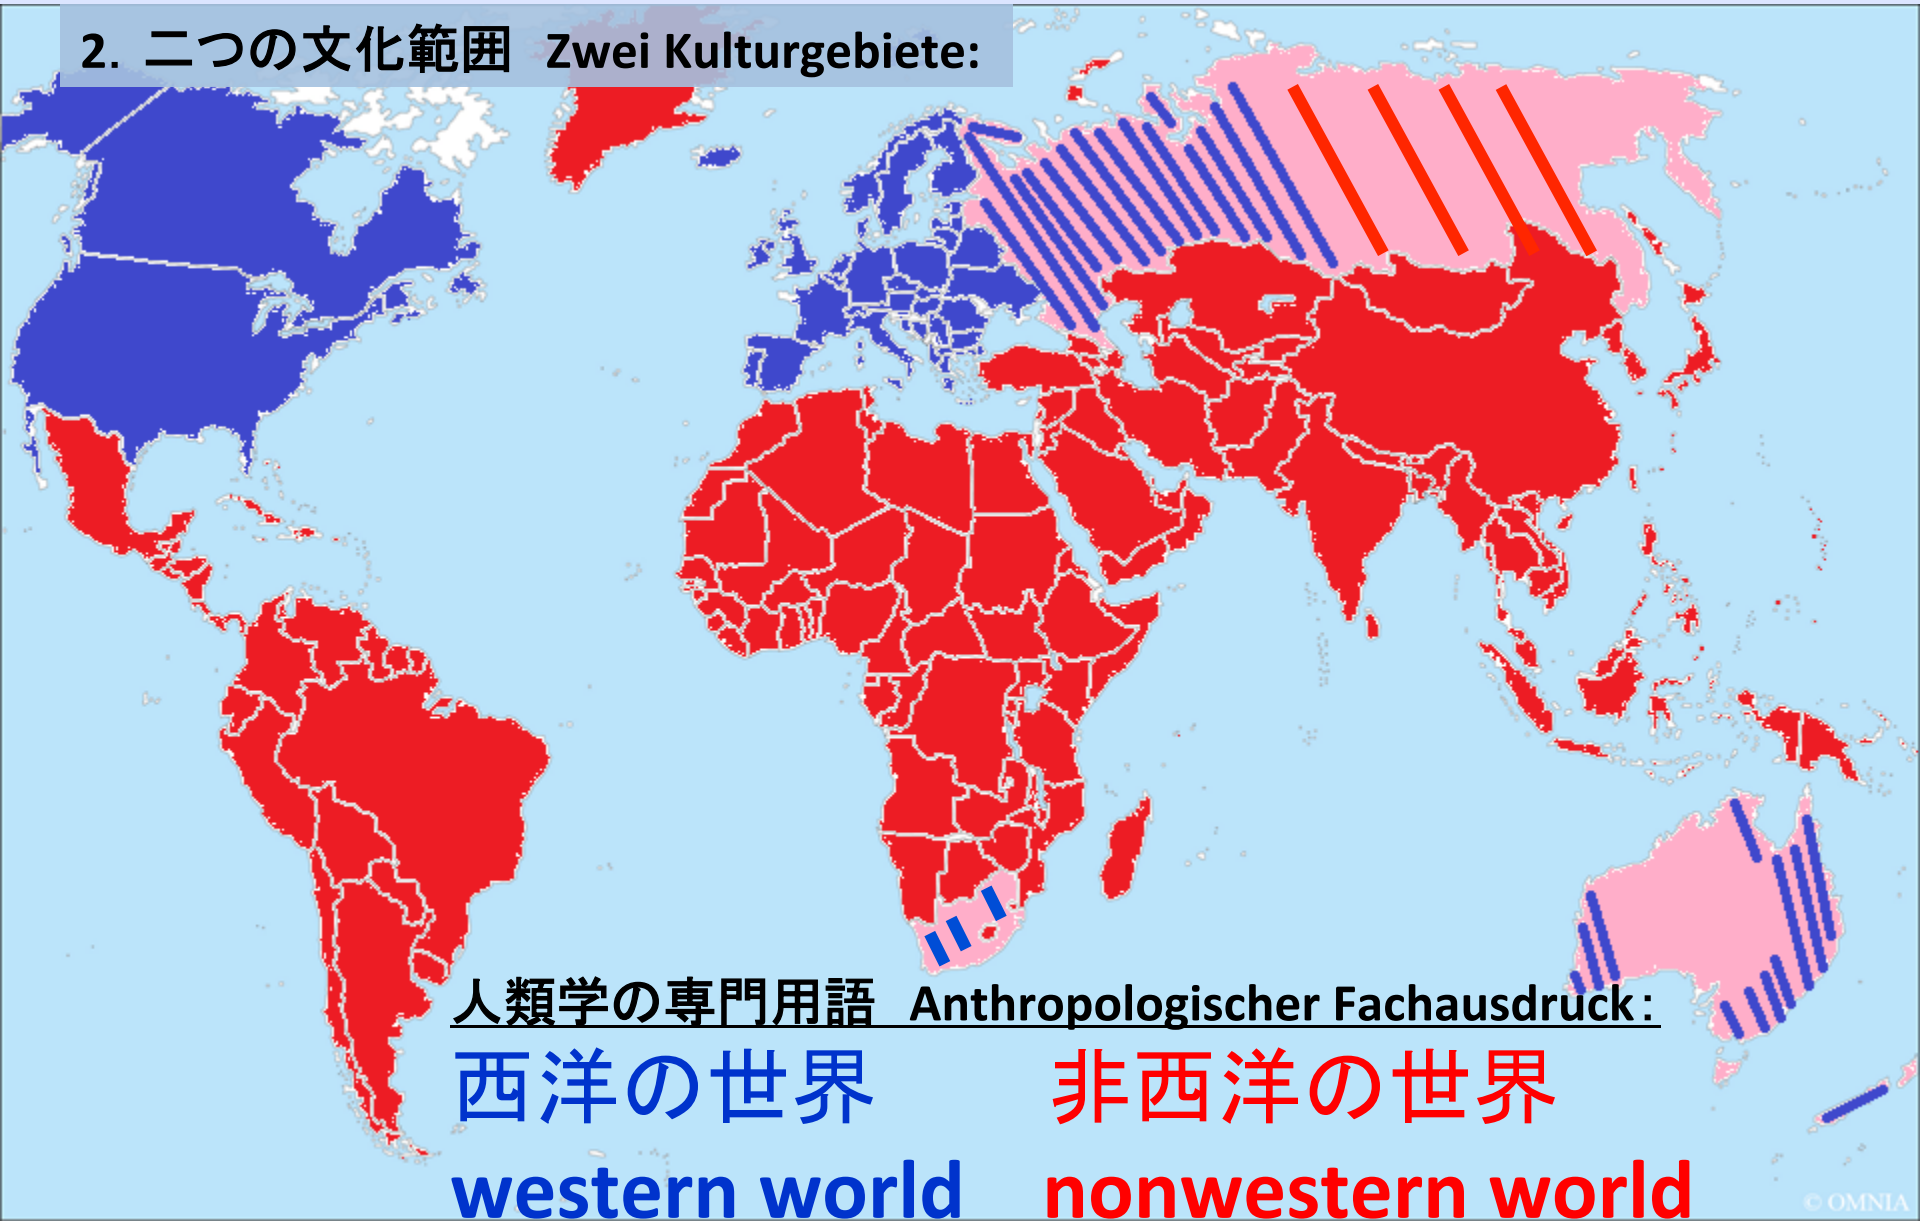 2. 二つの文化範囲 Zwei Kulturgebiete:
人類学の専門用語 Anthropologischer Fachausdruck:
西洋の世界 非西洋の世界
western world nonwestern world
© OMNIA